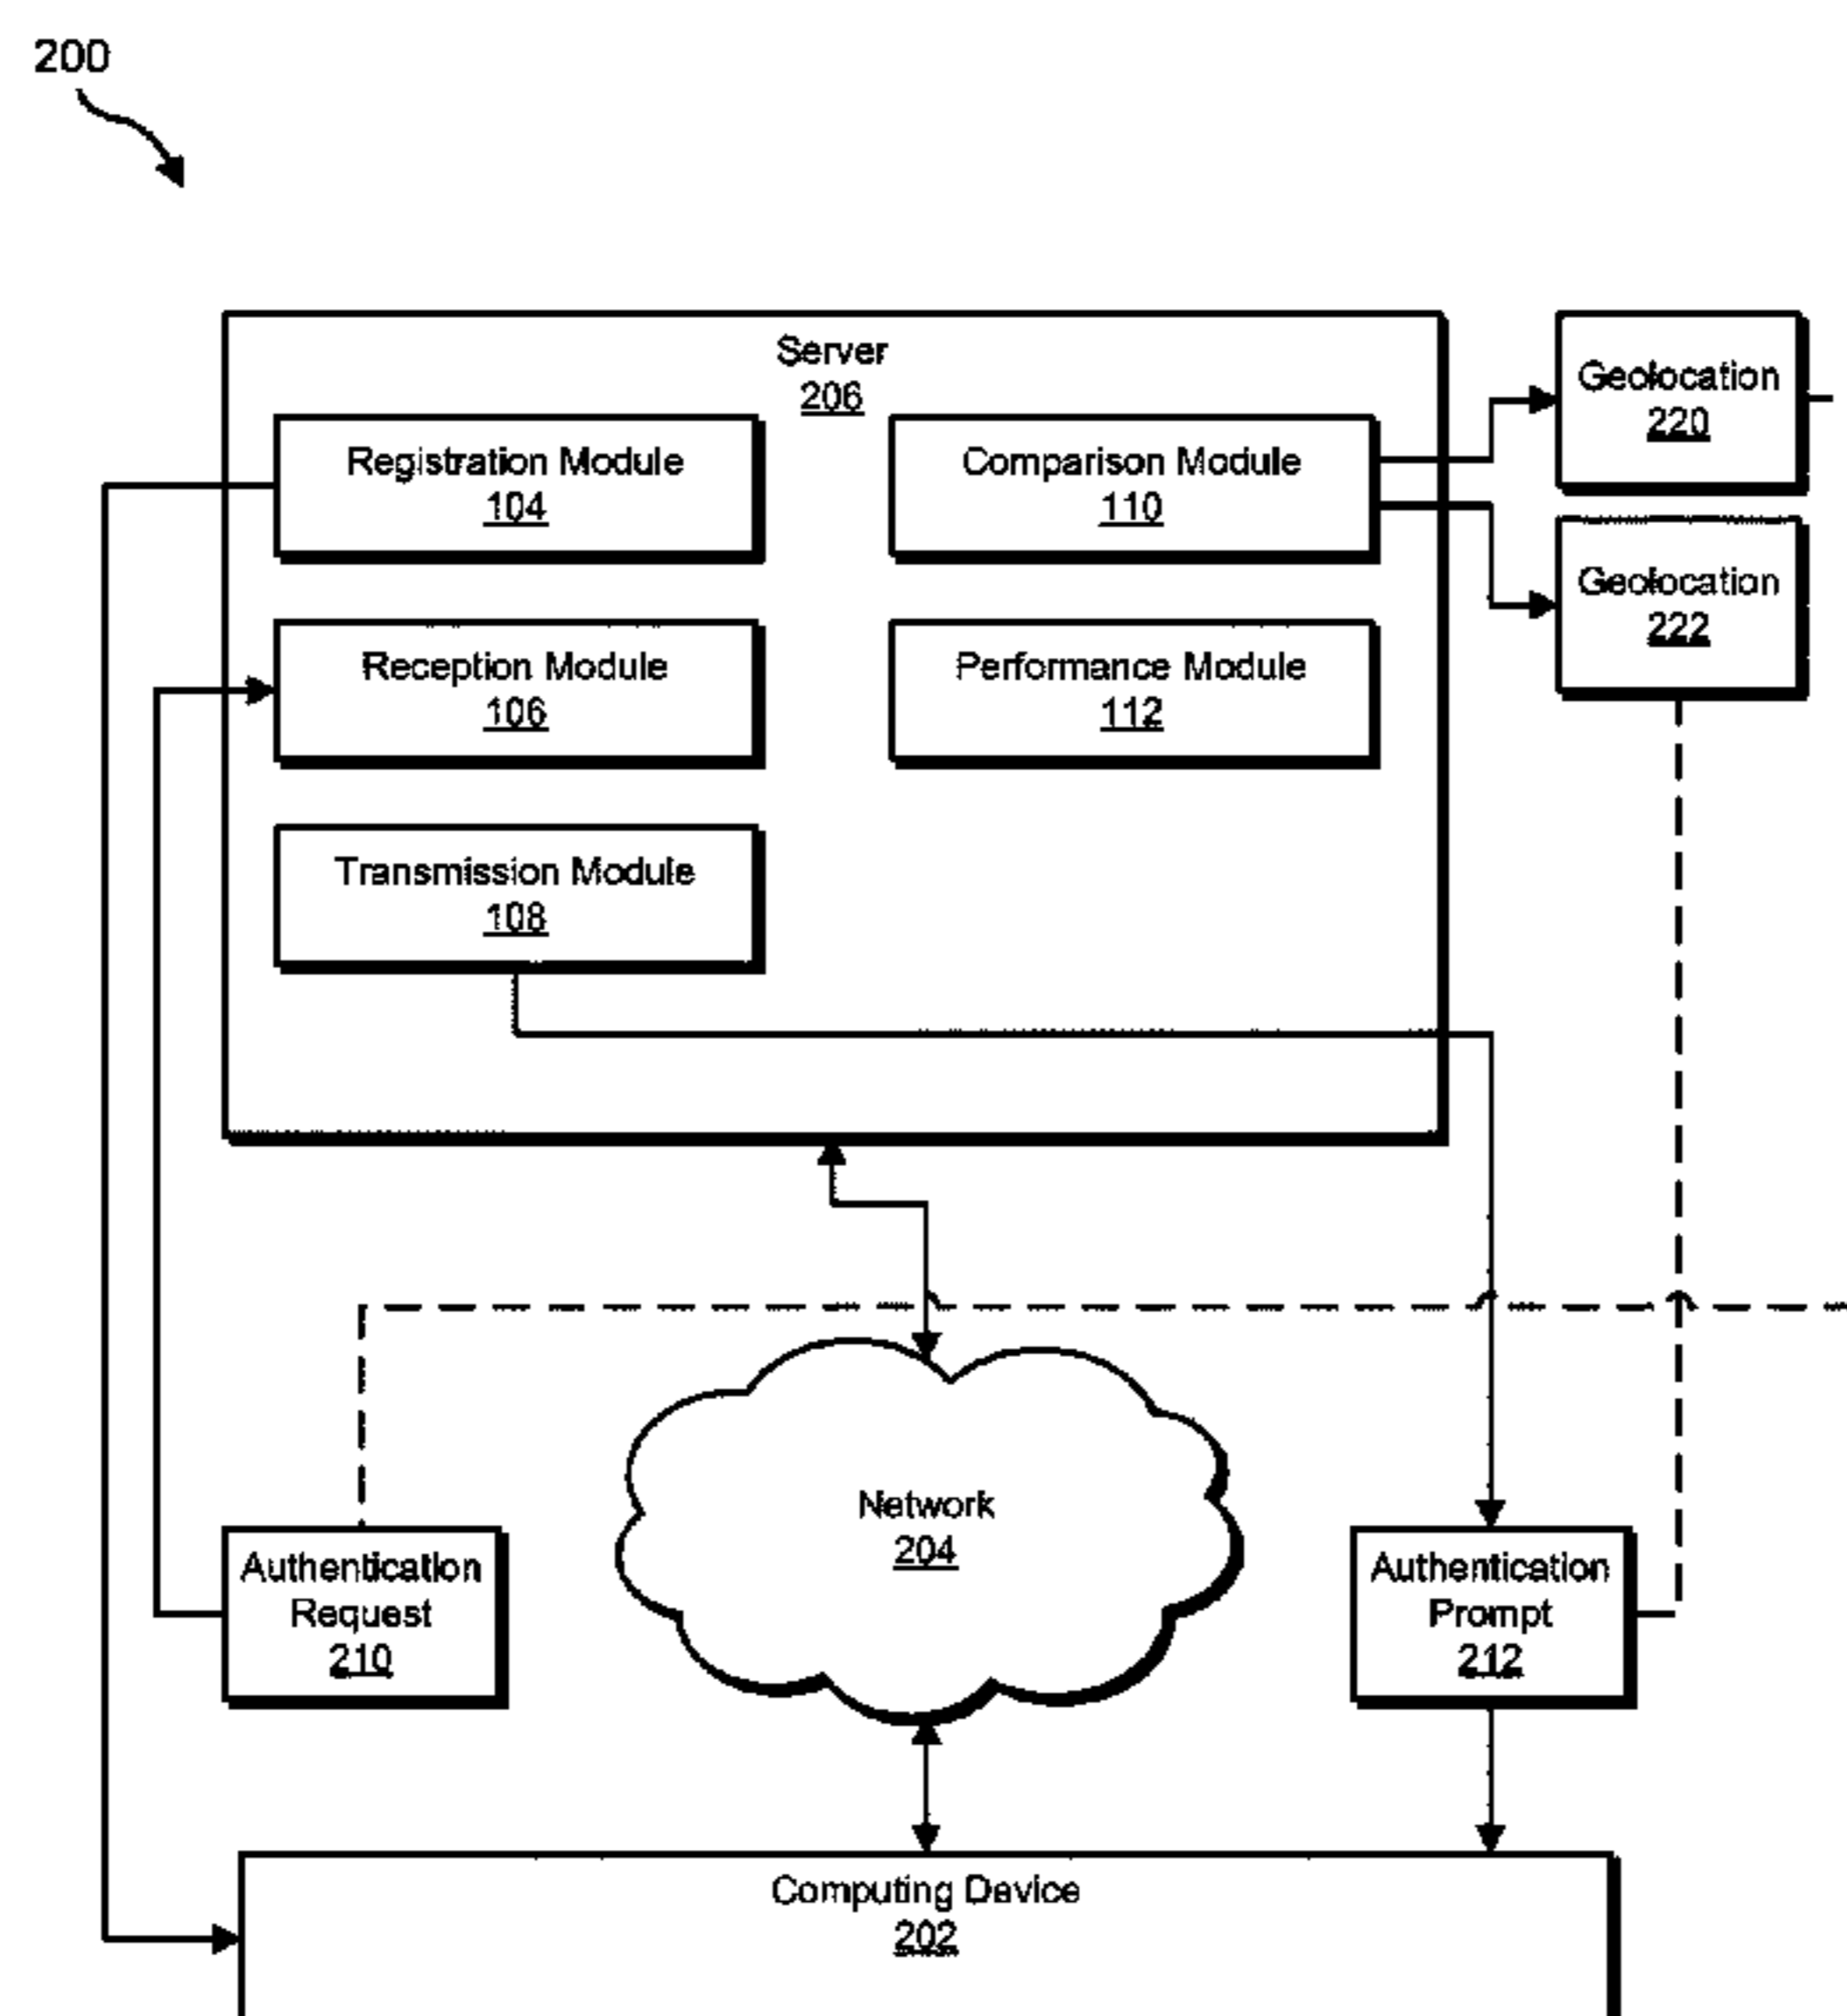 200
Server
206
Registration Module
104
Comparison Module
110
Geolocation
220
Geolocation
222
Reception Module
106
Performance Module
112
Transmission Module
108
Network
204
Authentication
Request
210
Authentication
Prompt
212
Computing Device
202